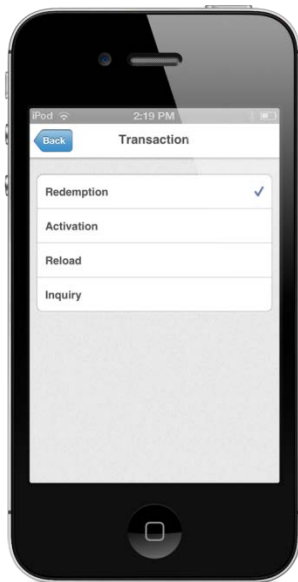 iPod 2:19 PM
Back Transaction
Redemption
Activation
Reload
Inquiry